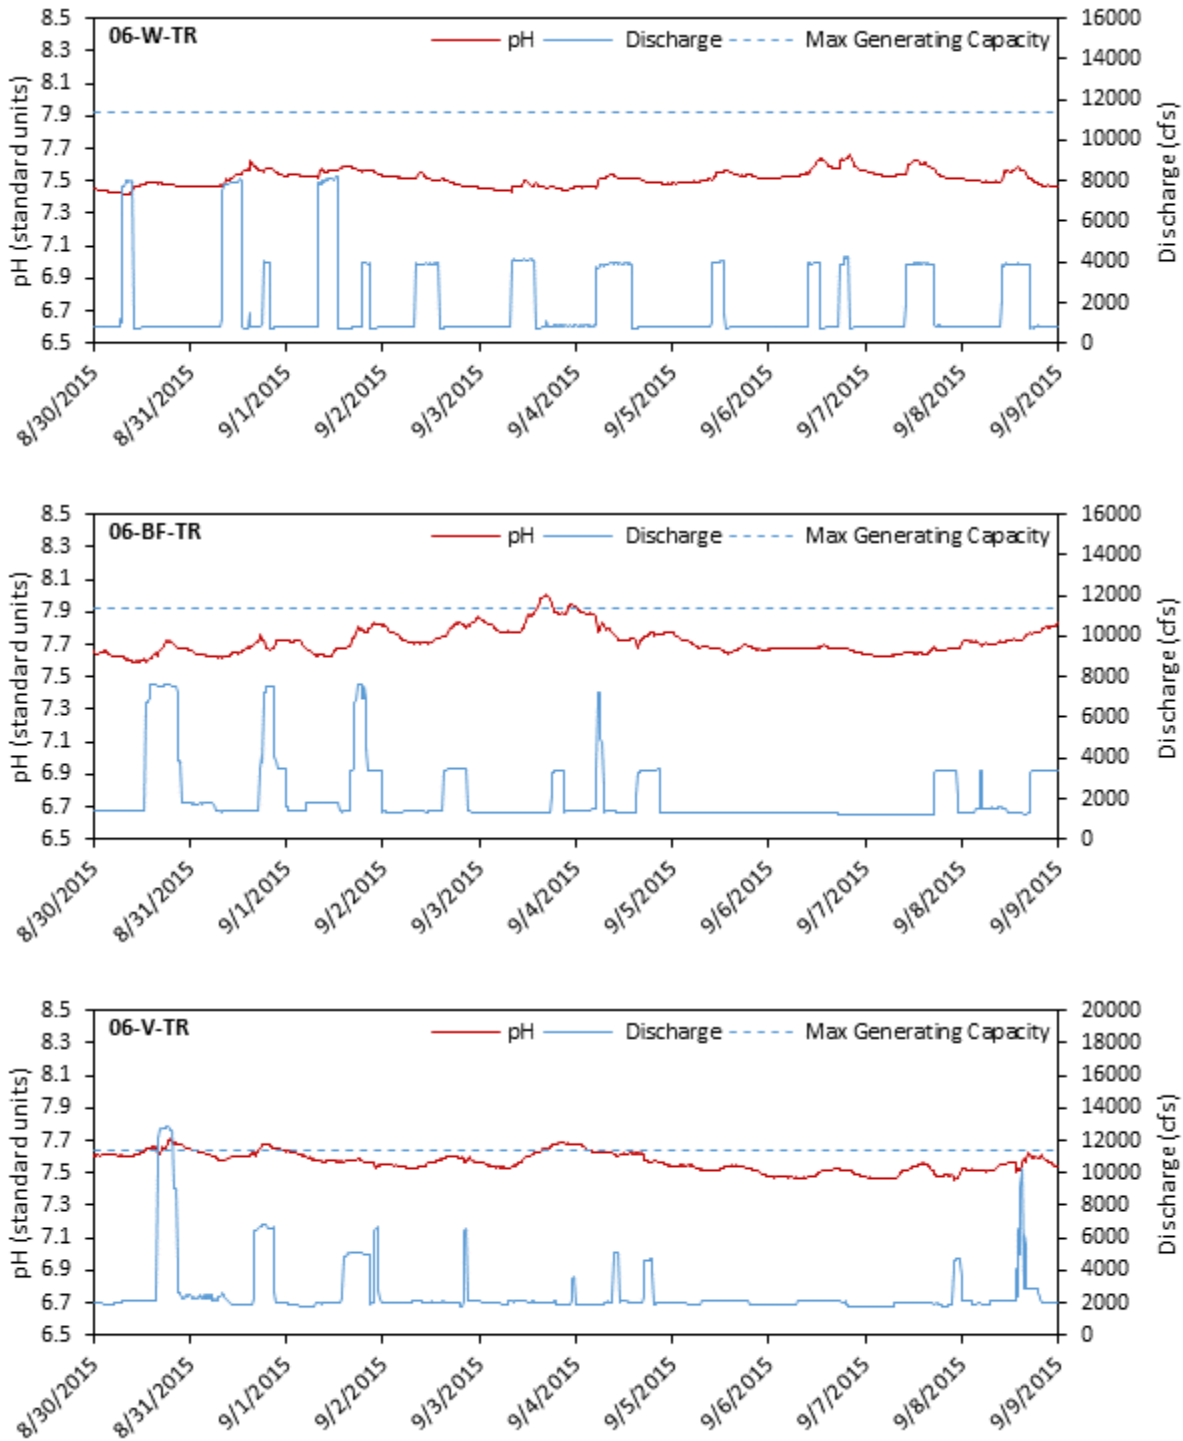 06-W-TR
pH Discharge Max Generating Capacity
8.5 16000
8.3 14000
8.1 12000
7.9 10000
7.7 8000
7.5 6000
7.3 4000
7.1 2000
6.9 0
6.7
6.5
pH (standard units)
Discharge (cfs)
8/30/2015 8/31/2015 9/1/2015 9/2/2015 9/3/2015 9/4/2015 9/5/2015 9/6/2015 9/7/2015 9/8/2015 9/9/2015
06-BF-TR
pH Discharge Max Generating Capacity
8.5 16000
8.3 14000
8.1 12000
7.9 10000
7.7 8000
7.5 6000
7.3 4000
7.1 2000
6.9 0
6.7
6.5
pH (standard units)
Discharge (cfs)
8/30/2015 8/31/2015 9/1/2015 9/2/2015 9/3/2015 9/4/2015 9/5/2015 9/6/2015 9/7/2015 9/8/2015 9/9/2015
06-V-TR
pH Discharge Max Generating Capacity
8.5 20000
8.3 18000
8.1 16000
7.9 14000
7.7 12000
7.5 10000
7.3 8000
7.1 6000
6.9 4000
6.7 2000
6.5 0
pH (standard units)
Discharge (cfs)
8/30/2015 8/31/2015 9/1/2015 9/2/2015 9/3/2015 9/4/2015 9/5/2015 9/6/2015 9/7/2015 9/8/2015 9/9/2015